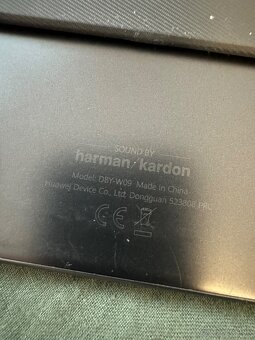 SOUND BY
harman/kardon
Model: DBY-W09 Made in China
Huawei Device Co., Ltd. Dongguan 523808 PRC